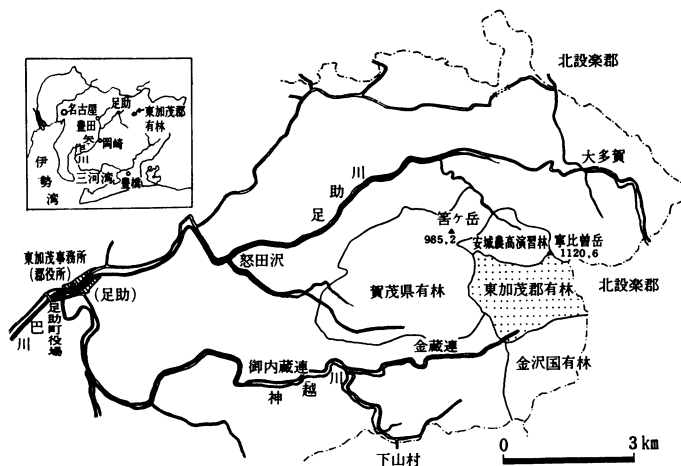 北設楽郡
名古屋
足助
豊田
東加茂郡
有林
矢作川
岡崎
伊勢湾
三河湾
豊橋
大多賀
足助川
筈ヶ岳
985.2
安城農高演習林
寧比曽岳
1120.6
東加茂事務所
(郡役所)
怒田沢
(足助)
賀茂県有林
東加茂郡有林
北設楽郡
足助町役場
巴川
金蔵連
御内蔵連
神越川
金沢国有林
下山村
0
3 km